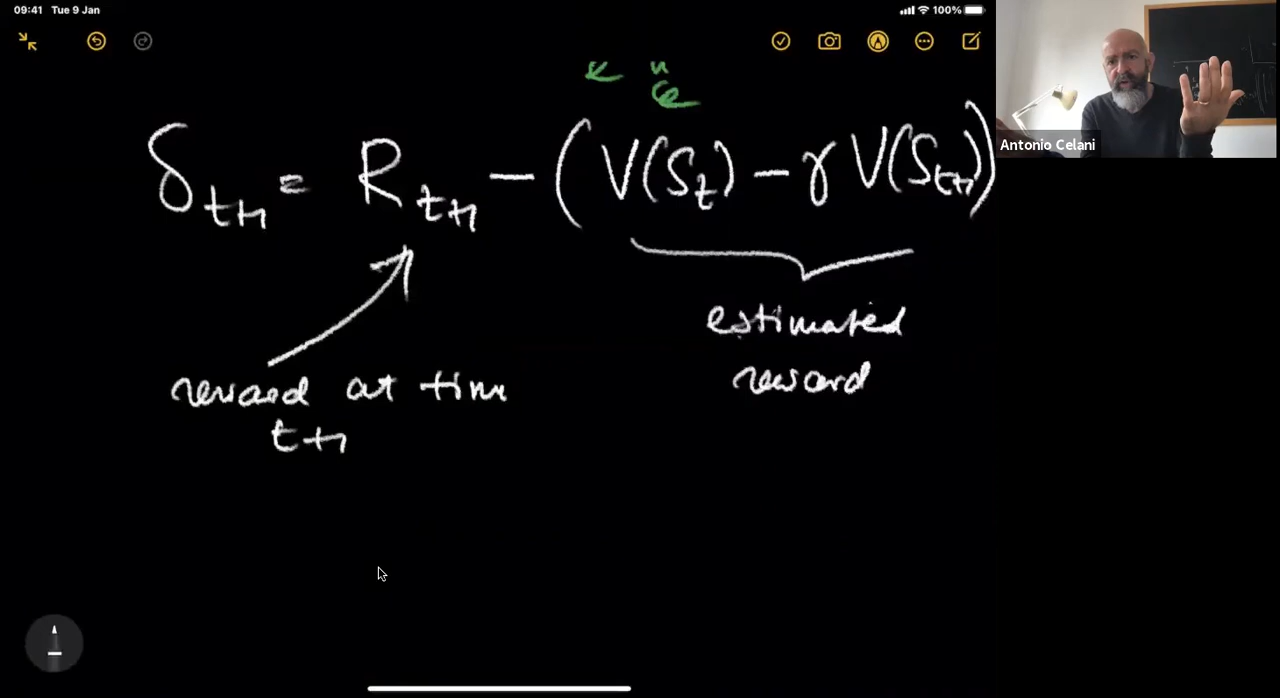 09:41 Tue 9 Jan 100%
Antonio Celani
δ_{t+1} = R_{t+1} - (V(S_t) - γ V(S_{t+1}))
estimated
reward
reward at time
t+1